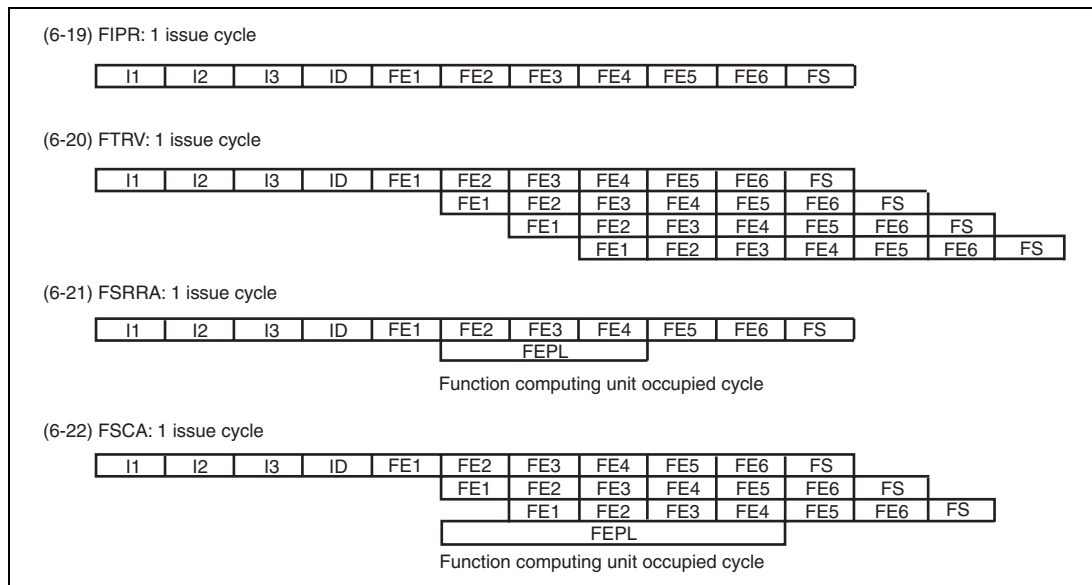 (6-19) FIPR: 1 issue cycle
I1 I2 I3 ID FE1 FE2 FE3 FE4 FE5 FE6 FS
(6-20) FTRV: 1 issue cycle
I1 I2 I3 ID FE1 FE2 FE3 FE4 FE5 FE6 FS
FE1 FE2 FE3 FE4 FE5 FE6 FS
FE1 FE2 FE3 FE4 FE5 FE6 FS
FE1 FE2 FE3 FE4 FE5 FE6 FS
(6-21) FSRRA: 1 issue cycle
I1 I2 I3 ID FE1 FE2 FE3 FE4 FE5 FE6 FS
FEPL
Function computing unit occupied cycle
(6-22) FSCA: 1 issue cycle
I1 I2 I3 ID FE1 FE2 FE3 FE4 FE5 FE6 FS
FE1 FE2 FE3 FE4 FE5 FE6 FS
FE1 FE2 FE3 FE4 FE5 FE6 FS
FEPL
Function computing unit occupied cycle